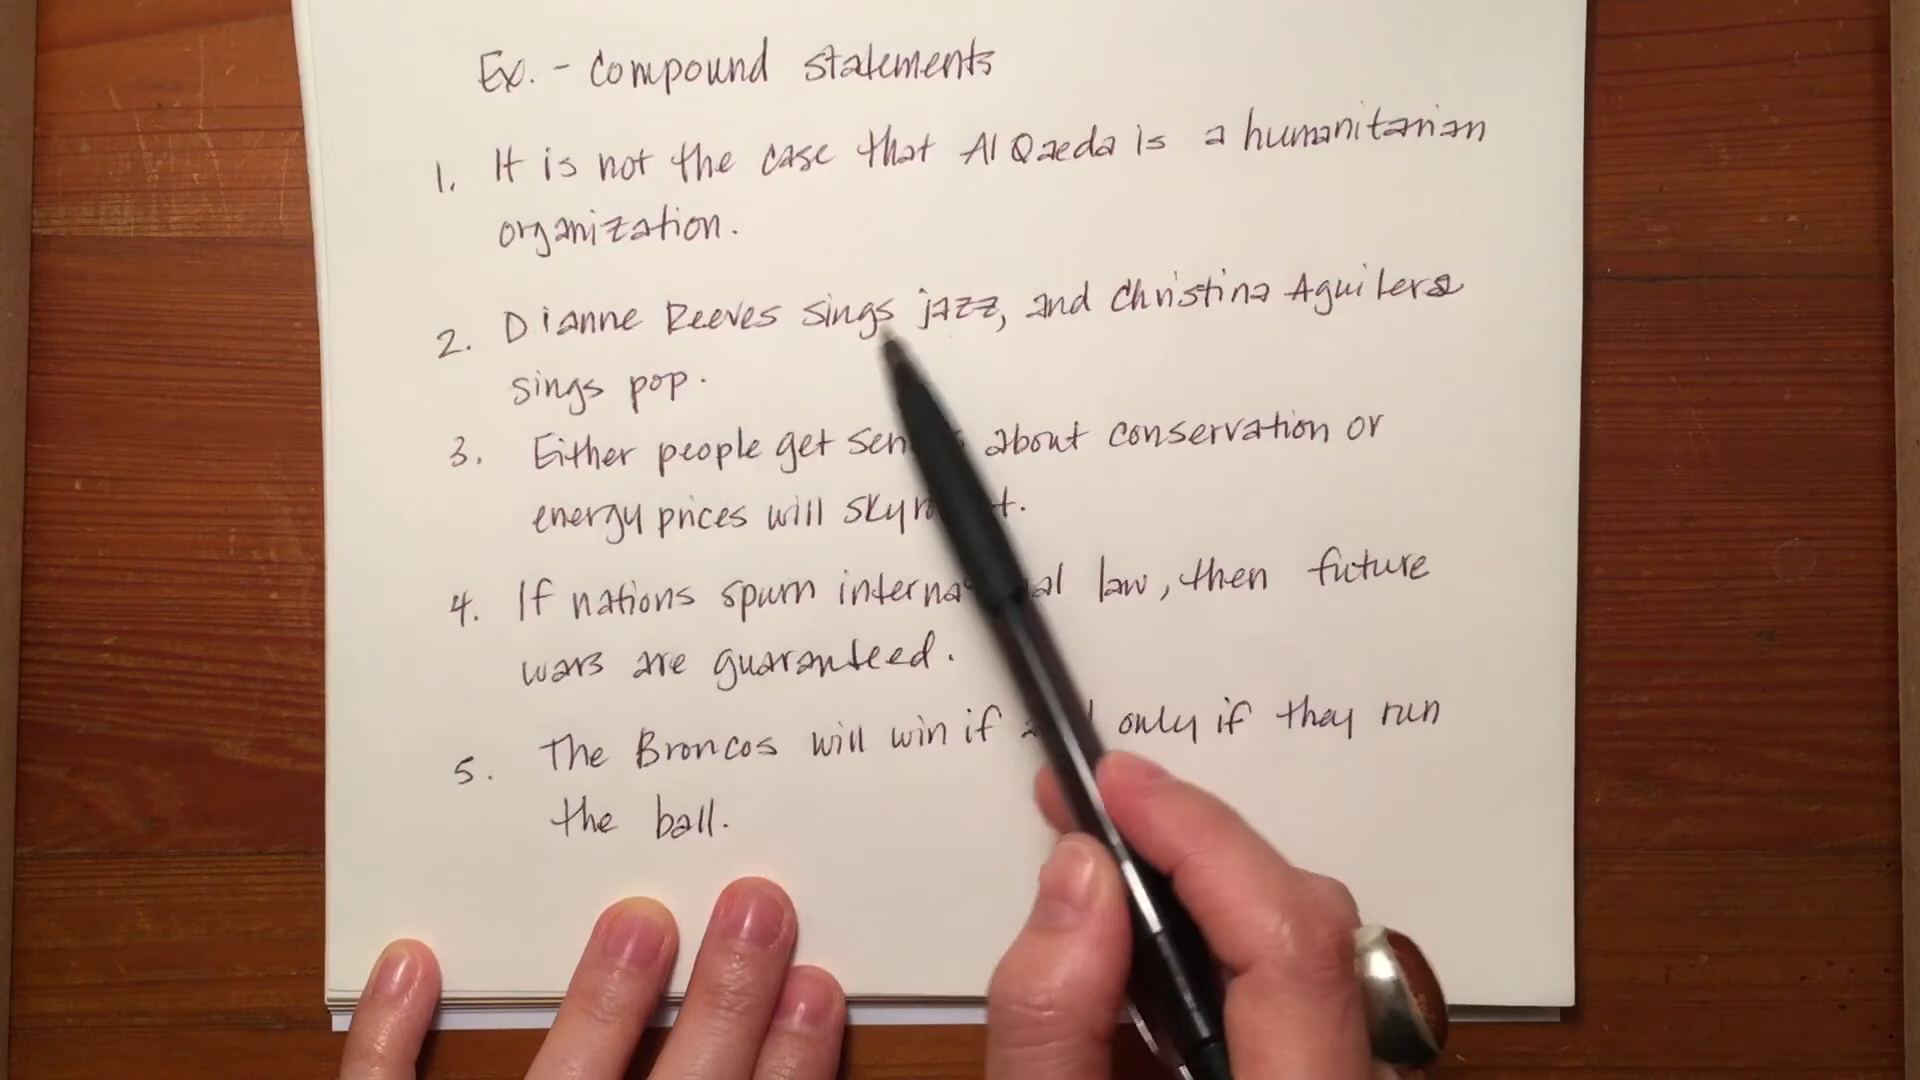 Ex. - Compound statements
1. It is not the case that Al Qaeda is a humanitarian
organization.
2. Dianne Reeves sings jazz, and Christina Aguilera
sings pop.
3. Either people get about conservation or
energy prices will
4. If nations spurn law, then future
wars are guaranteed.
5. The Broncos will win if only if they run
the ball.